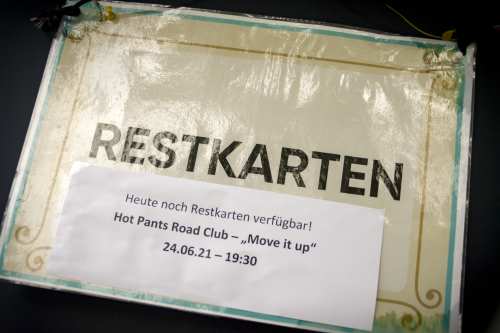 RESTKARTEN
Heute noch Restkarten verfügbar!
Hot Pants Road Club – „Move it up“
24.06.21 – 19:30